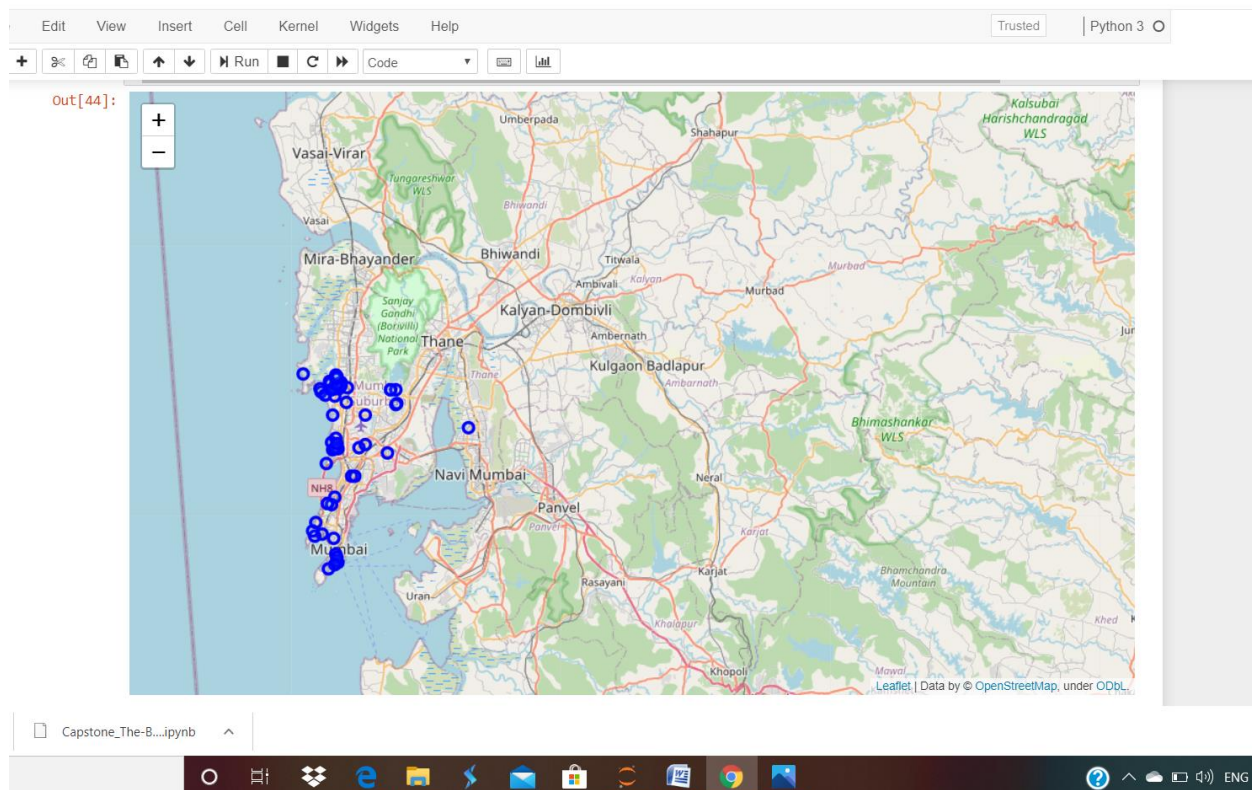 Edit View Insert Cell Kernel Widgets Help
Trusted Python 3
Run Code
Out[44]:
+
−
Umberpada
Kalsubai
Harishchandragad
WLS
Shahapur
Vasai-Virar
Tungareshwar
WLS
Bhiwandi
Vasai
Mira-Bhayander
Bhiwandi
Titwala
Murbad
Ambivali
Kalyan
Murbad
Sanjay
Gandhi
(Borivilli)
National
Park
Kalyan-Dombivli
Thane
Ambernath
Kulgaon Badlapur
Thane
Ambarnath
Bhimashankar
WLS
Navi Mumbai
Neral
NH8
Panvel
Panvel
Karjat
Mumbai
Karjat
Bhamchandra
Mountain
Rasayani
Uran
Khalapur
Khed
Khopoli
Mawal
Leaflet | Data by © OpenStreetMap, under ODbL.
Capstone_The-B....ipynb
ENG